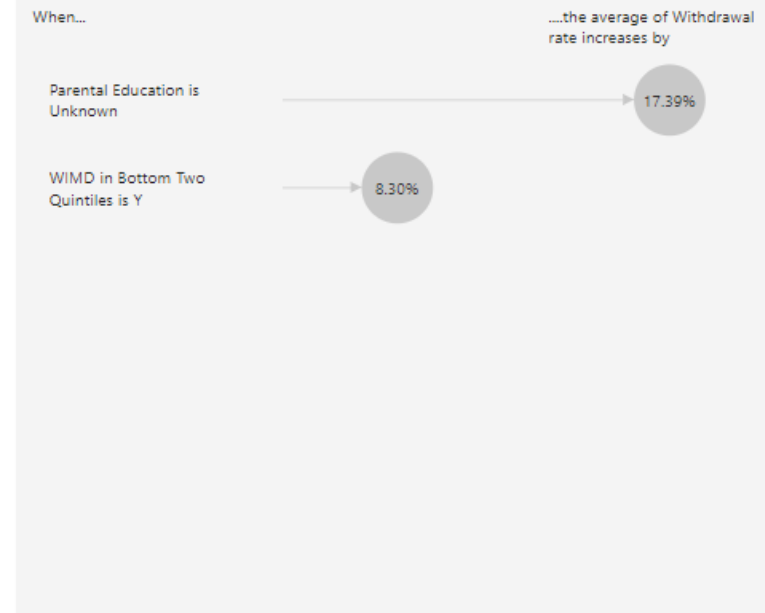 When...
....the average of Withdrawal
rate increases by
Parental Education is
Unknown
17.39%
WIMD in Bottom Two
Quintiles is Y
8.30%